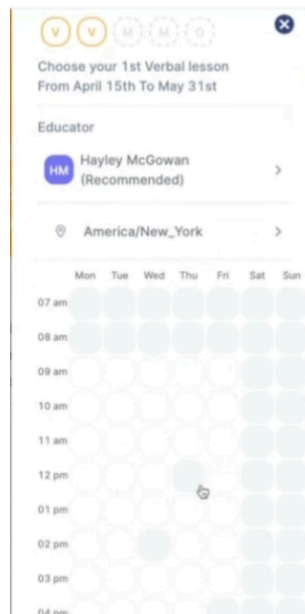 V V M M O
Choose your 1st Verbal lesson
From April 15th To May 31st
Educator
HM Hayley McGowan
(Recommended)
America/New_York
Mon Tue Wed Thu Fri Sat Sun
07 am
08 am
09 am
10 am
11 am
12 pm
01 pm
02 pm
03 pm
04 pm